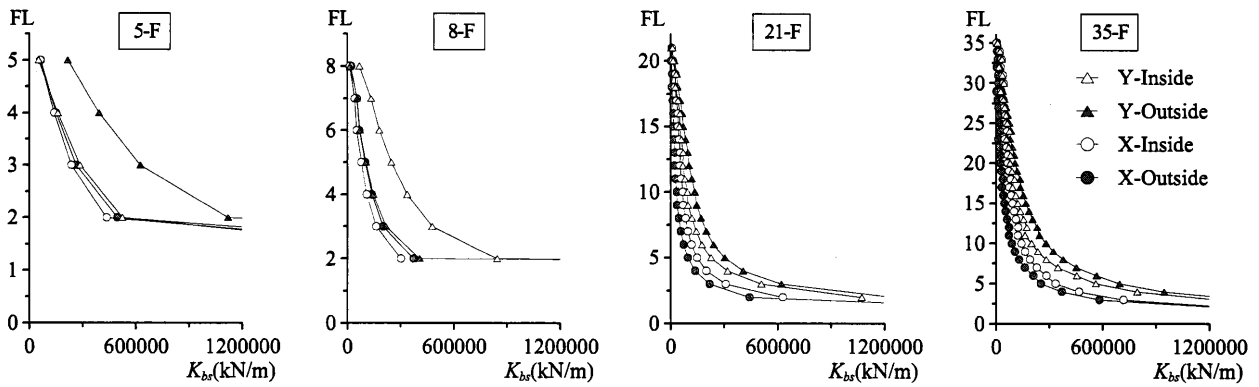 FL 5-F
5
4
3
2
1
0
0 600000 1200000
K_bs(kN/m)
FL 8-F
8
6
4
2
0
0 600000 1200000
K_bs(kN/m)
FL 21-F
20
15
10
5
0
0 600000 1200000
K_bs(kN/m)
FL 35-F
35
30
25
20
15
10
5
0
0 600000 1200000
K_bs(kN/m)
Y-Inside
Y-Outside
X-Inside
X-Outside